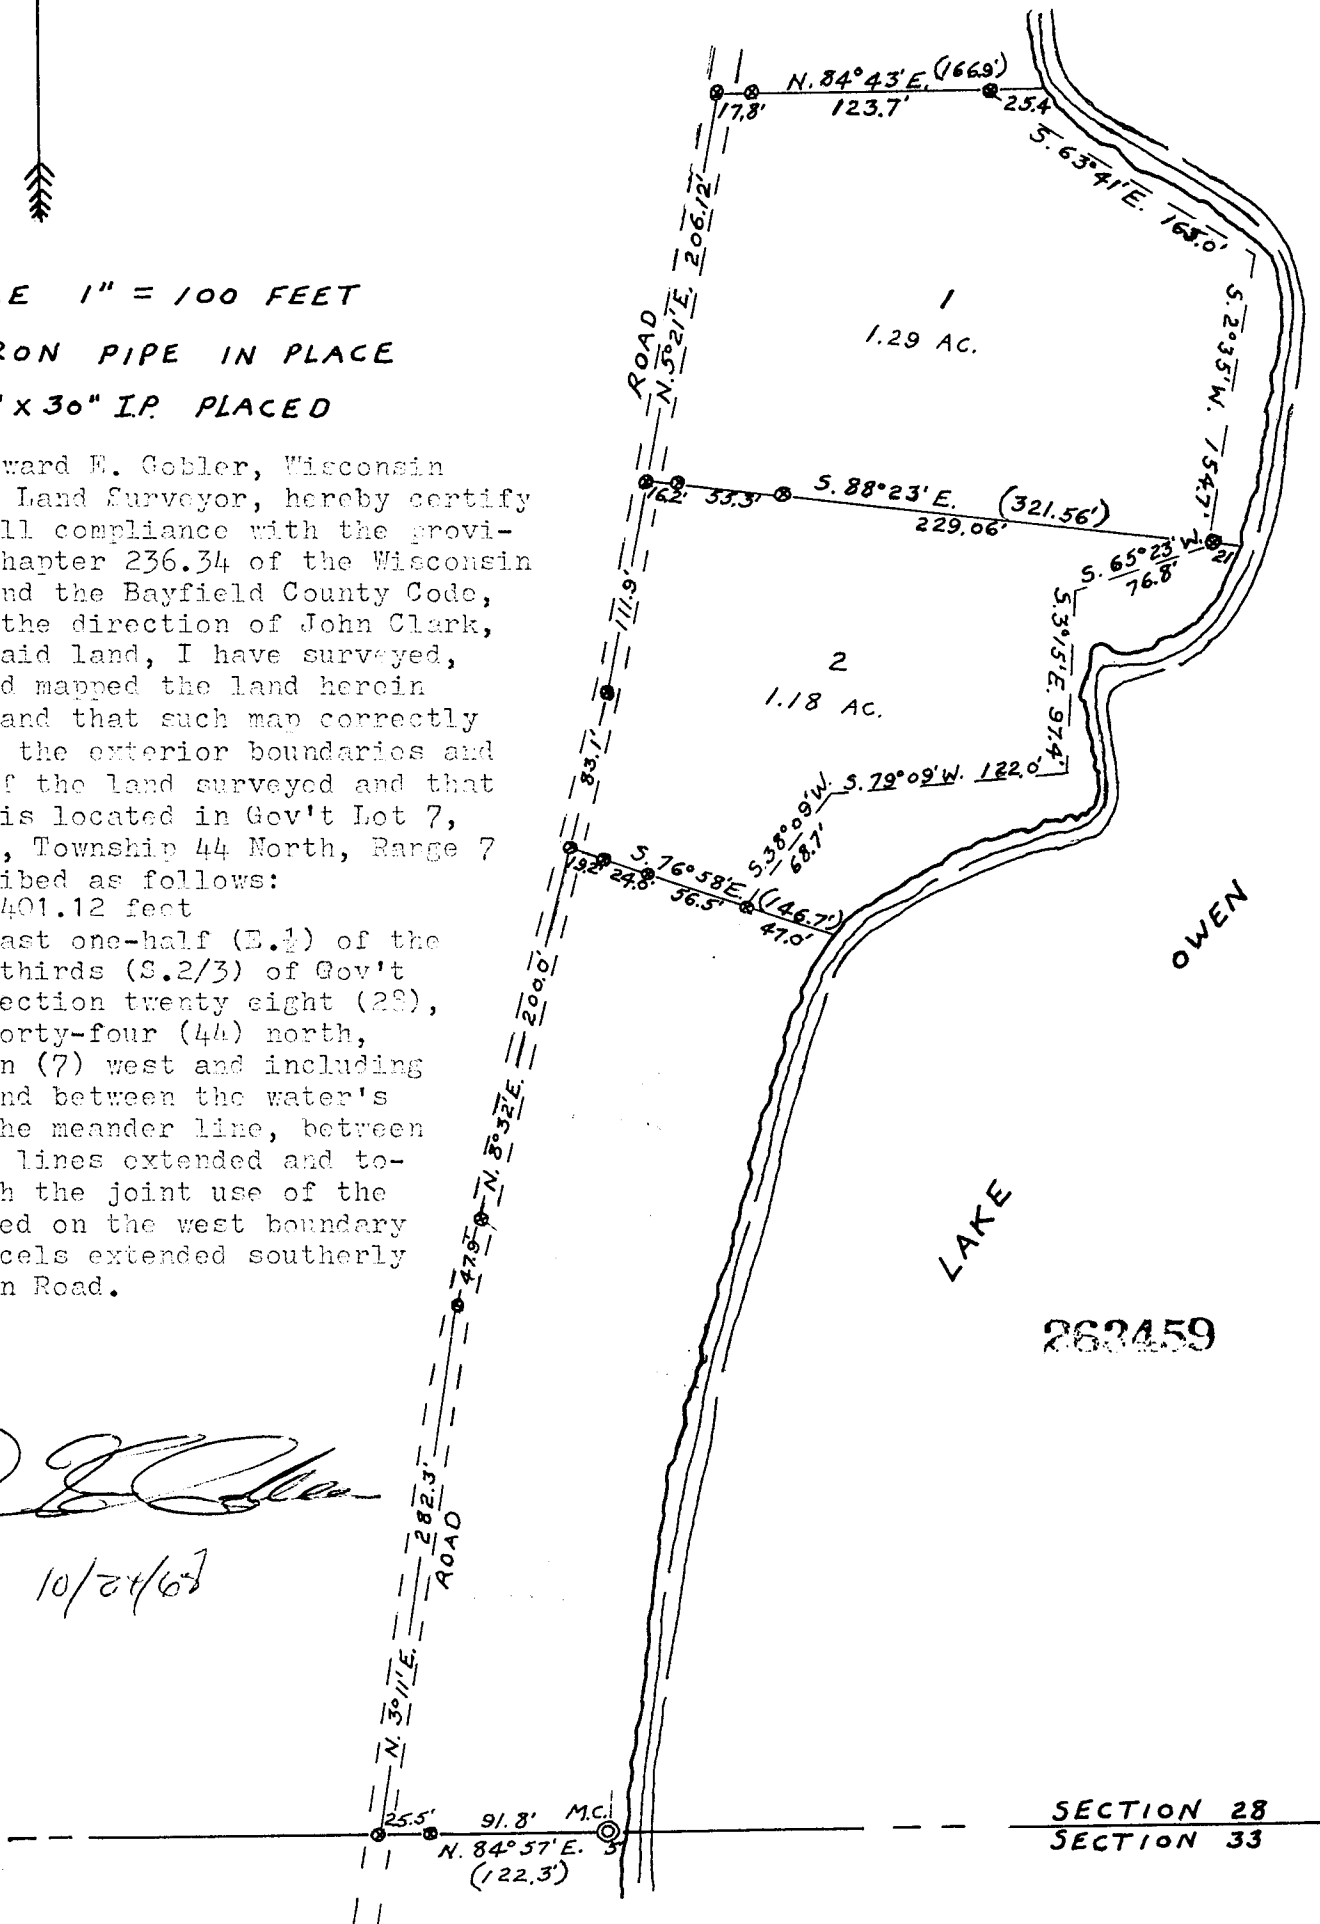 E 1" = 100 FEET
RON PIPE IN PLACE
" X 30" I.P. PLACED
ward E. Gobler, Wisconsin
Land Surveyor, hereby certify
ll compliance with the provi-
hapter 236.34 of the Wisconsin
nd the Bayfield County Code,
the direction of John Clark,
aid land, I have surveyed,
d mapped the land herein
and that such map correctly
the exterior boundaries and
f the land surveyed and that
is located in Gov't Lot 7,
, Township 44 North, Range 7
ibed as follows:
401.12 feet
ast one-half (E.½) of the
thirds (S.2/3) of Gov't
ection twenty eight (28),
orty-four (44) north,
n (7) west and including
nd between the water's
he meander line, between
lines extended and to-
h the joint use of the
ed on the west boundary
cels extended southerly
n Road.
N. 84°43' E. (166.9')
17.8' 123.7' 25.4
S. 63°41' E. 165.0'
N. 5°21' E. 206.12'
ROAD
1
1.29 AC.
S. 2°35' W. 154.7'
S. 88°23' E. (321.56')
16.2' 55.3' 229.06' 21
S. 65°23' W.
76.8'
111.9'
S. 3°15' E. 97.4'
2
1.18 AC.
83.1'
S. 79°09' W. 122.0'
S. 38°09' W.
68.7'
S. 76°58' E. (146.7')
19.2' 24.8' 56.5' 47.0'
OWEN
LAKE
N. 8°32' E. 200.0'
47.9'
263459
282.3'
ROAD
N. 3°11' E.
10/24/68
25.5' 91.8' M.C.
N. 84°57' E. 5'
(122.3')
SECTION 28
SECTION 33